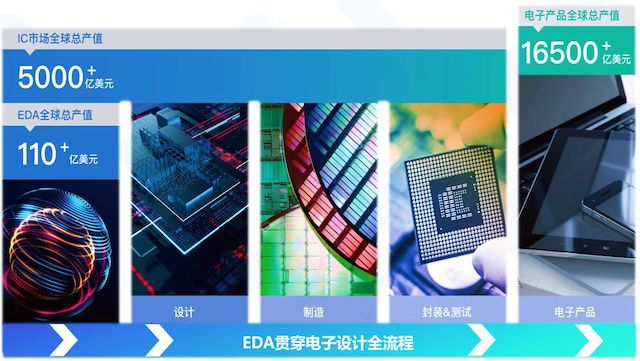 电子产品全球总产值
16500+亿美元
IC市场全球总产值
5000+亿美元
EDA全球总产值
110+亿美元
设计
制造
封装&测试
电子产品
EDA贯穿电子设计全流程